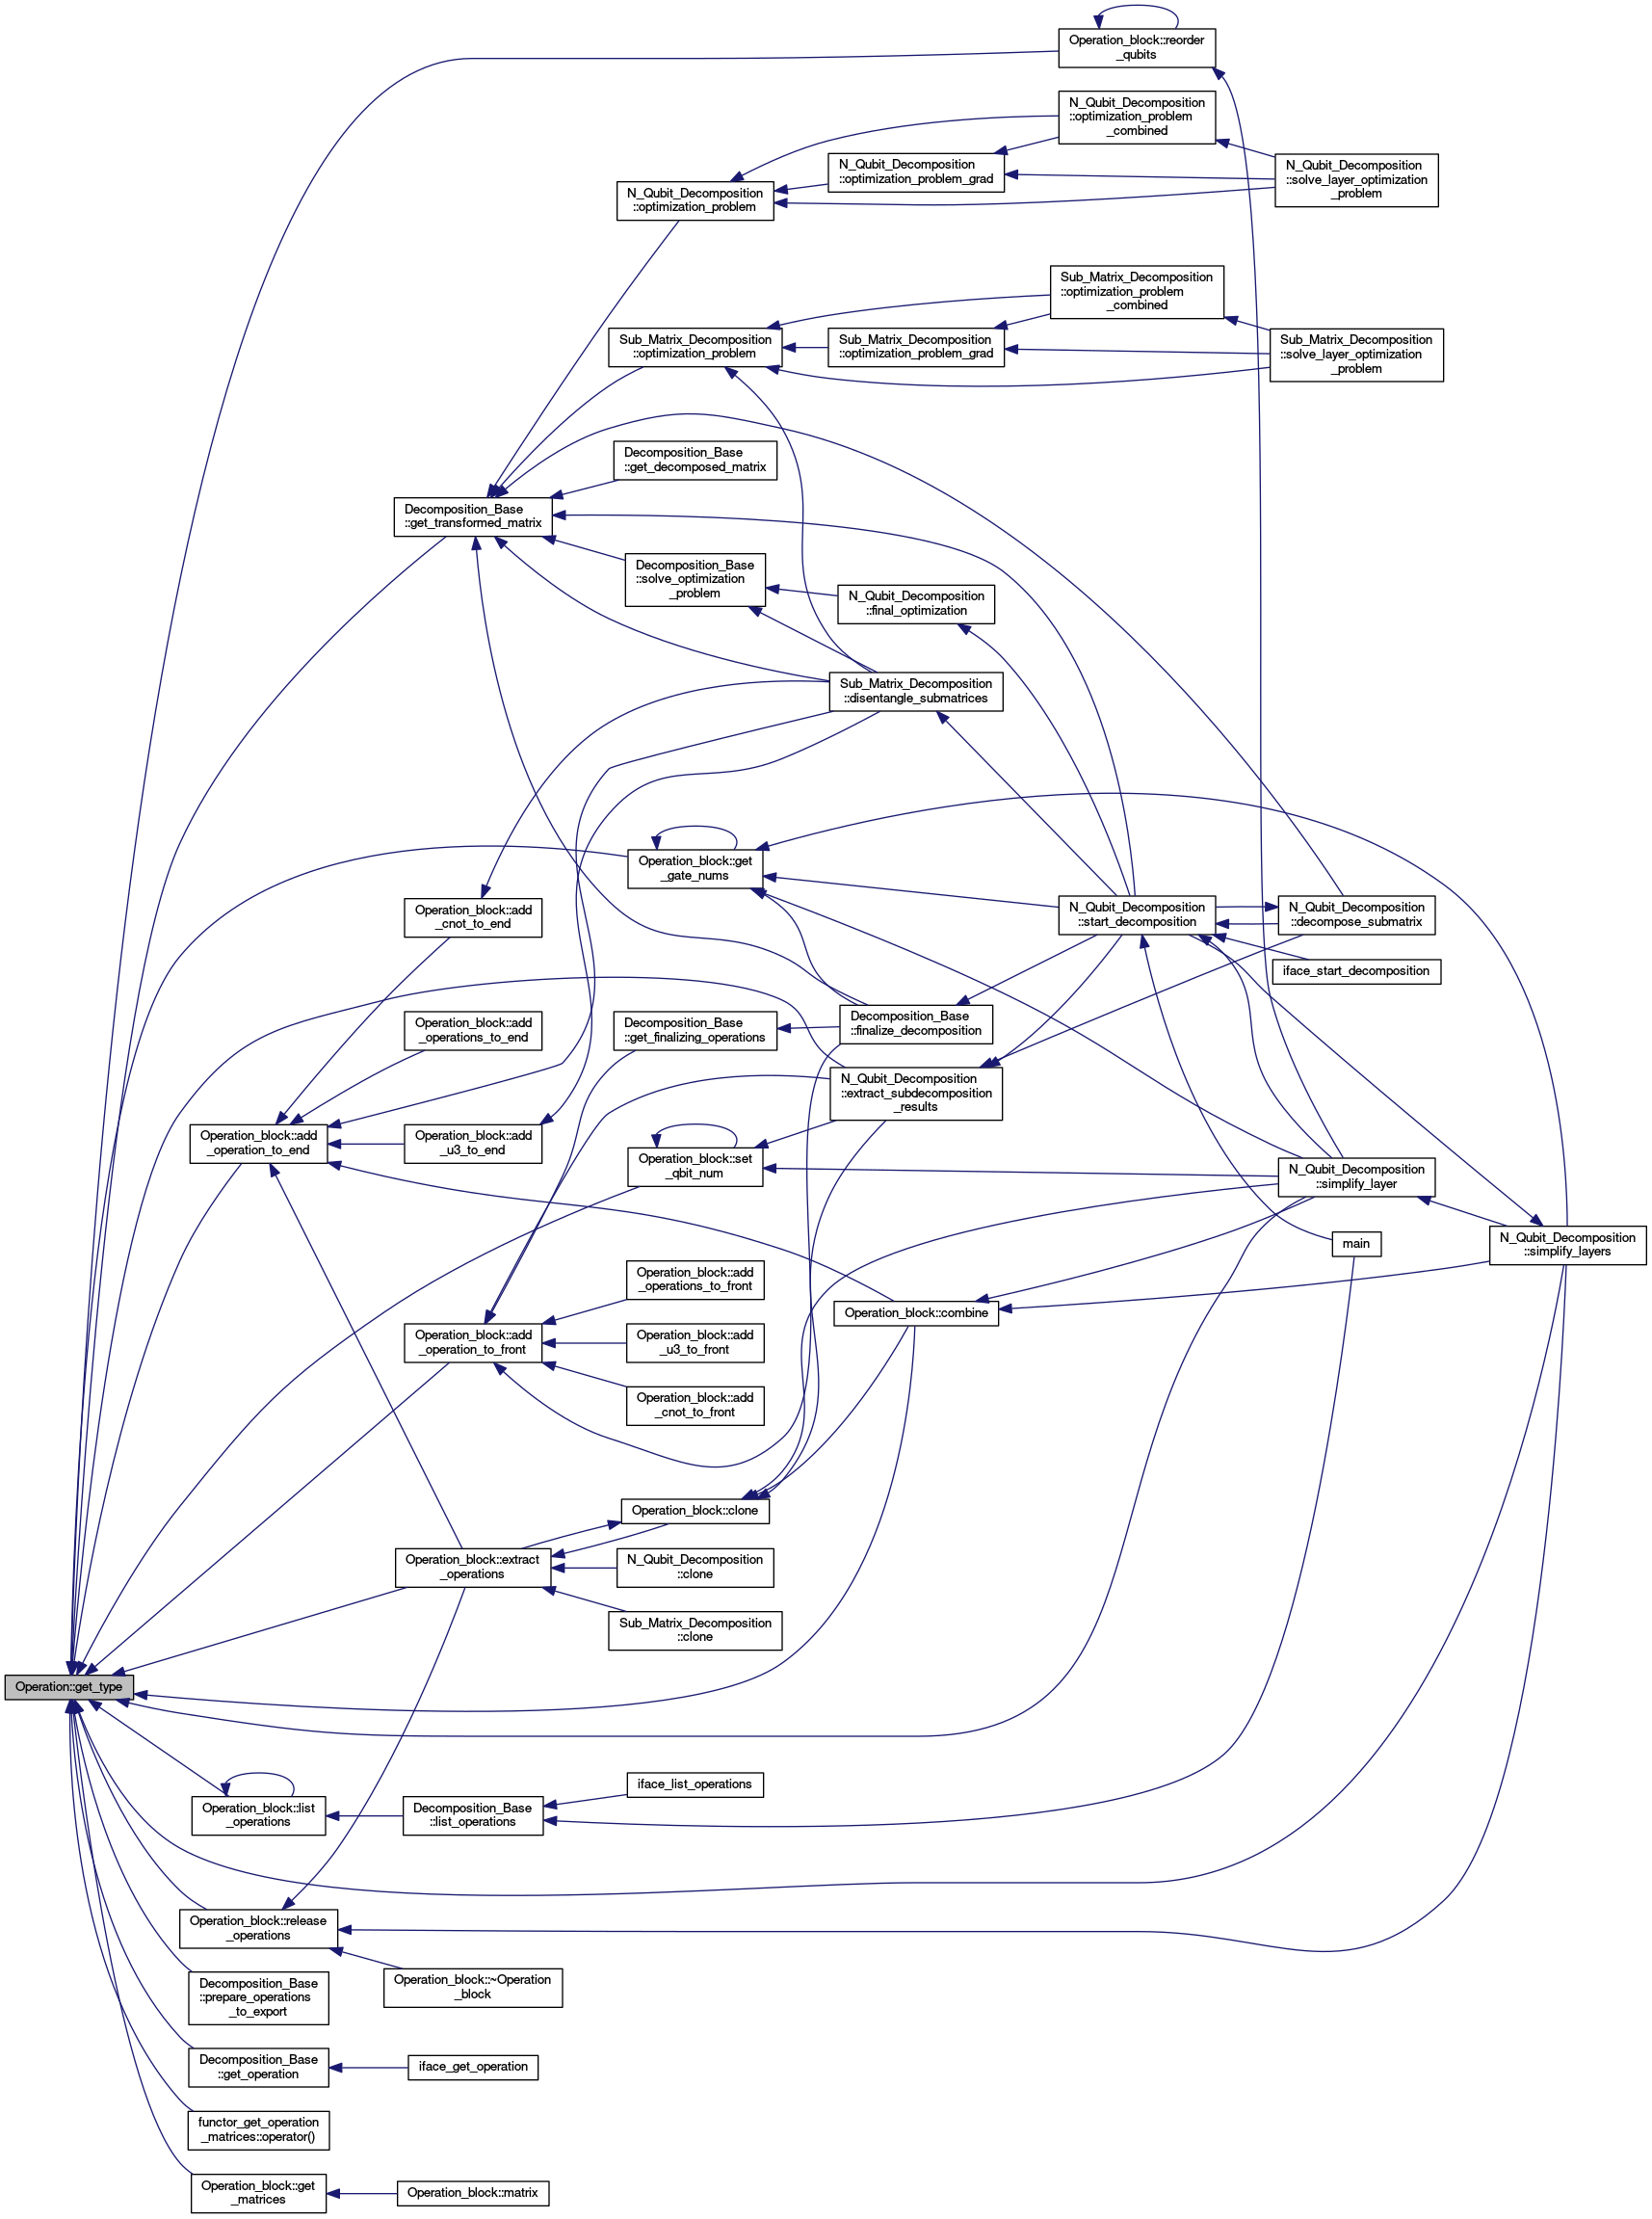 Operation_block::reorder
_qubits
N_Qubit_Decomposition
::optimization_problem
_combined
N_Qubit_Decomposition
::optimization_problem_grad
N_Qubit_Decomposition
::solve_layer_optimization
_problem
N_Qubit_Decomposition
::optimization_problem
Sub_Matrix_Decomposition
::optimization_problem
_combined
Sub_Matrix_Decomposition
::optimization_problem
Sub_Matrix_Decomposition
::optimization_problem_grad
Sub_Matrix_Decomposition
::solve_layer_optimization
_problem
Decomposition_Base
::get_decomposed_matrix
Decomposition_Base
::get_transformed_matrix
Decomposition_Base
::solve_optimization
_problem
N_Qubit_Decomposition
::final_optimization
Sub_Matrix_Decomposition
::disentangle_submatrices
Operation_block::get
_gate_nums
Operation_block::add
_cnot_to_end
N_Qubit_Decomposition
::start_decomposition
N_Qubit_Decomposition
::decompose_submatrix
iface_start_decomposition
Operation_block::add
_operations_to_end
Decomposition_Base
::get_finalizing_operations
Decomposition_Base
::finalize_decomposition
N_Qubit_Decomposition
::extract_subdecomposition
_results
Operation_block::add
_operation_to_end
Operation_block::add
_u3_to_end
Operation_block::set
_qbit_num
N_Qubit_Decomposition
::simplify_layer
main
N_Qubit_Decomposition
::simplify_layers
Operation_block::add
_operations_to_front
Operation_block::combine
Operation_block::add
_operation_to_front
Operation_block::add
_u3_to_front
Operation_block::add
_cnot_to_front
Operation_block::clone
Operation_block::extract
_operations
N_Qubit_Decomposition
::clone
Sub_Matrix_Decomposition
::clone
Operation::get_type
iface_list_operations
Operation_block::list
_operations
Decomposition_Base
::list_operations
Operation_block::release
_operations
Operation_block::~Operation
_block
Decomposition_Base
::prepare_operations
_to_export
Decomposition_Base
::get_operation
iface_get_operation
functor_get_operation
_matrices::operator()
Operation_block::get
_matrices
Operation_block::matrix